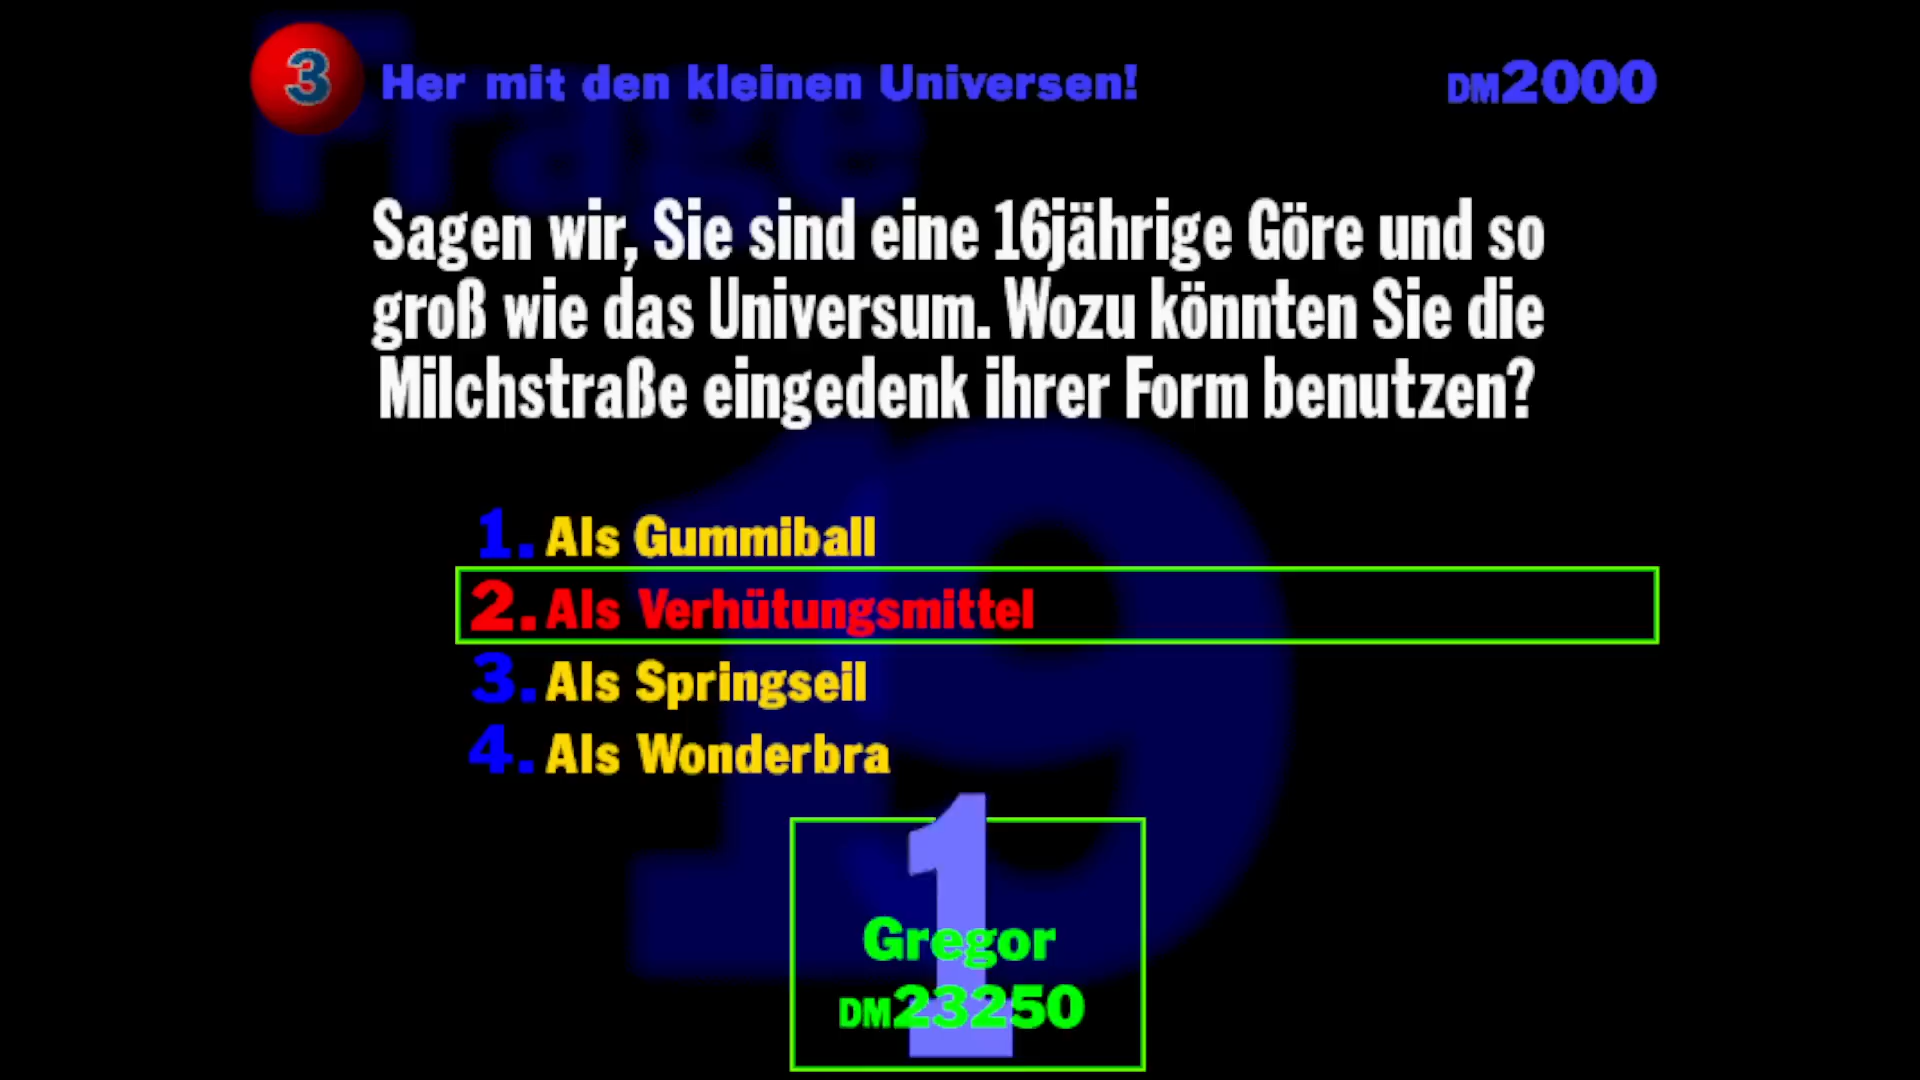 Frage
3 Her mit den kleinen Universen! DM2000
Sagen wir, Sie sind eine 16jährige Göre und so
groß wie das Universum. Wozu könnten Sie die
Milchstraße eingedenk ihrer Form benutzen?
19
1. Als Gummiball
2. Als Verhütungsmittel
3. Als Springseil
4. Als Wonderbra
1
Gregor
DM23250